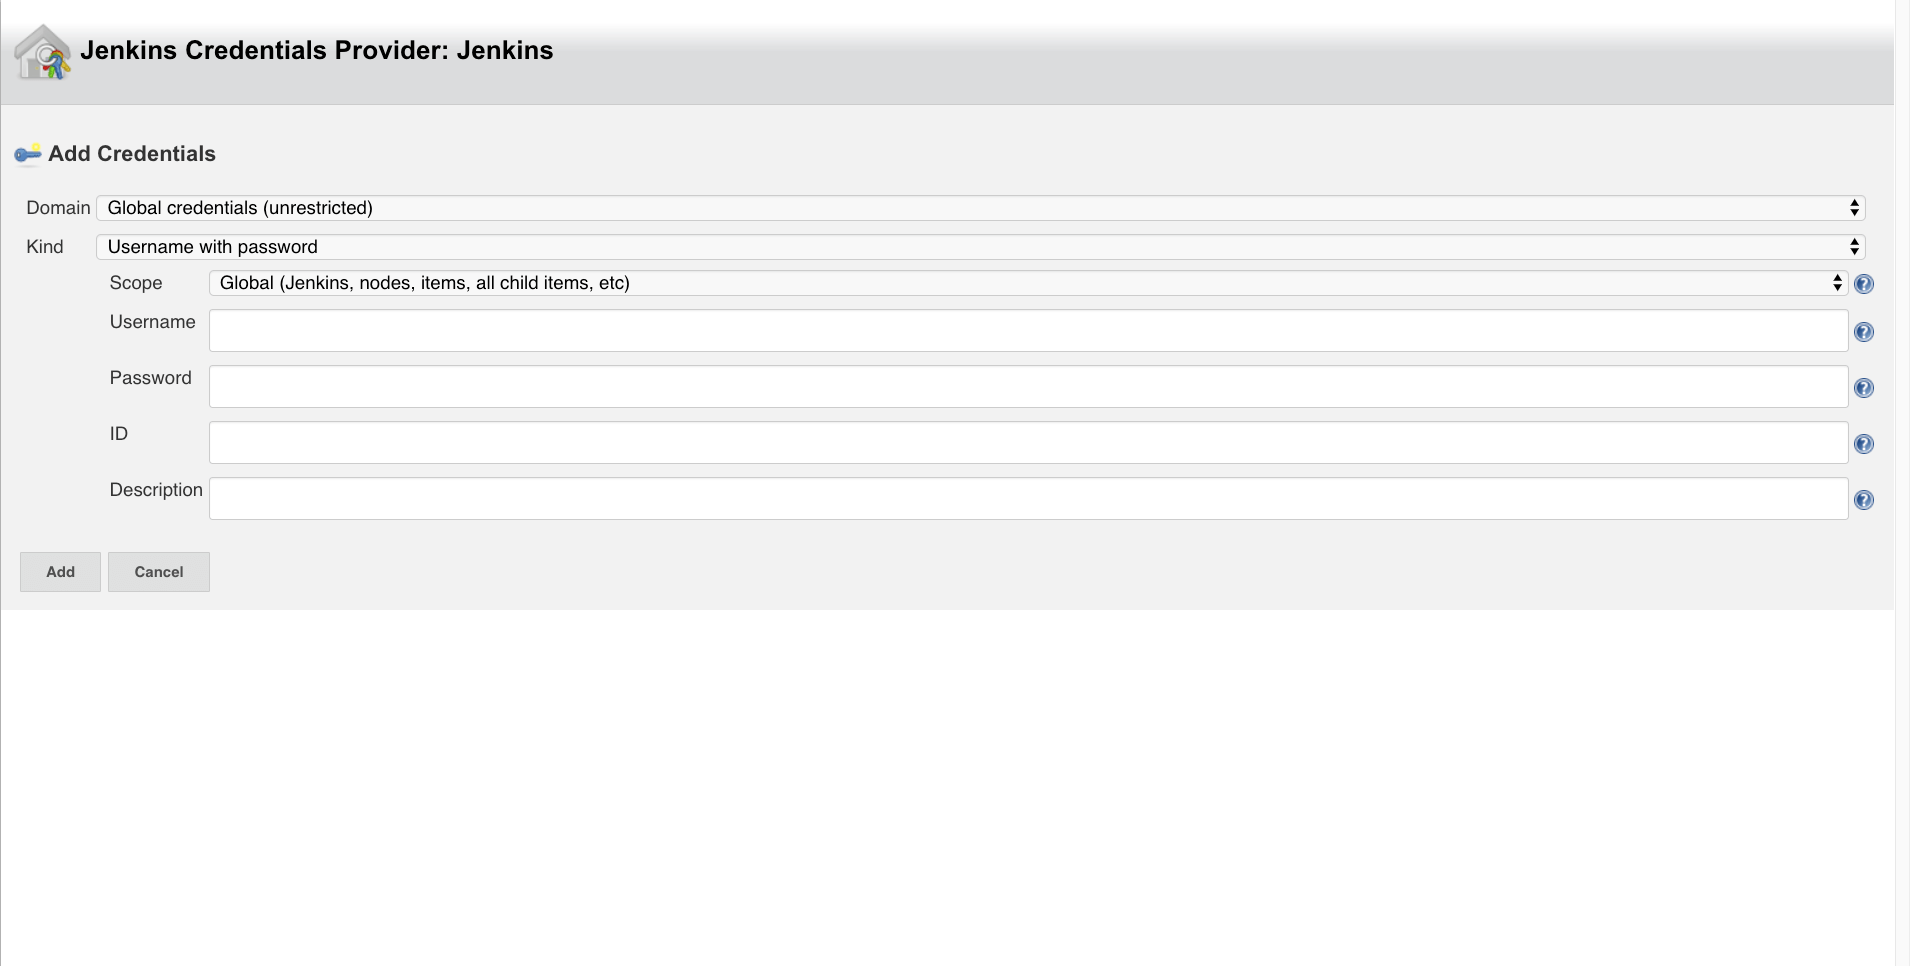 Jenkins Credentials Provider: Jenkins
Add Credentials
Domain Global credentials (unrestricted)
Kind Username with password
Scope Global (Jenkins, nodes, items, all child items, etc)
Username
Password
ID
Description
Add Cancel